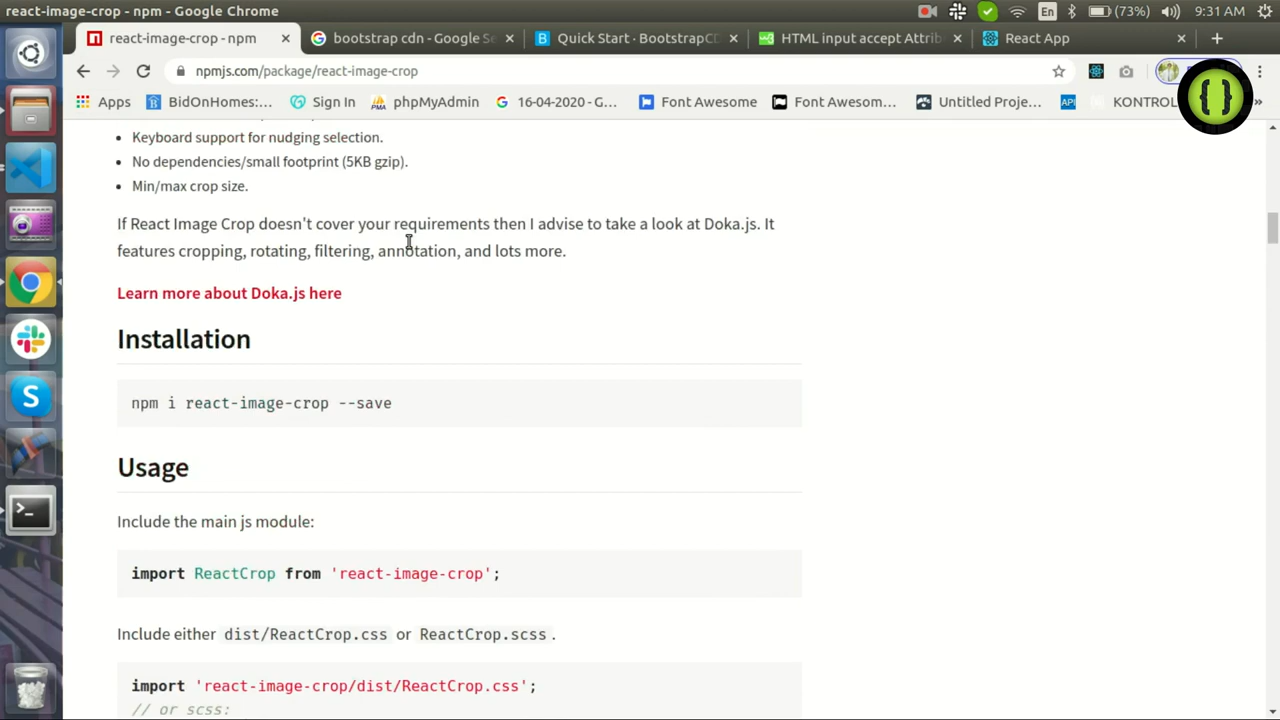 react-image-crop - npm - Google Chrome
En
(73%)
9:31 AM
react-image-crop - npm
bootstrap cdn - Google Se
Quick Start · BootstrapCD
HTML input accept Attrib
React App
npmjs.com/package/react-image-crop
Apps
BidOnHomes:...
Sign In
phpMyAdmin
16-04-2020 - G...
Font Awesome
Font Awesom...
Untitled Proje...
API
KONTROL
»
• Keyboard support for nudging selection.
• No dependencies/small footprint (5KB gzip).
• Min/max crop size.
If React Image Crop doesn't cover your requirements then I advise to take a look at Doka.js. It
features cropping, rotating, filtering, annotation, and lots more.
Learn more about Doka.js here
Installation
npm i react-image-crop --save
Usage
Include the main js module:
import ReactCrop from 'react-image-crop';
Include either dist/ReactCrop.css or ReactCrop.scss .
import 'react-image-crop/dist/ReactCrop.css';
// or scss: